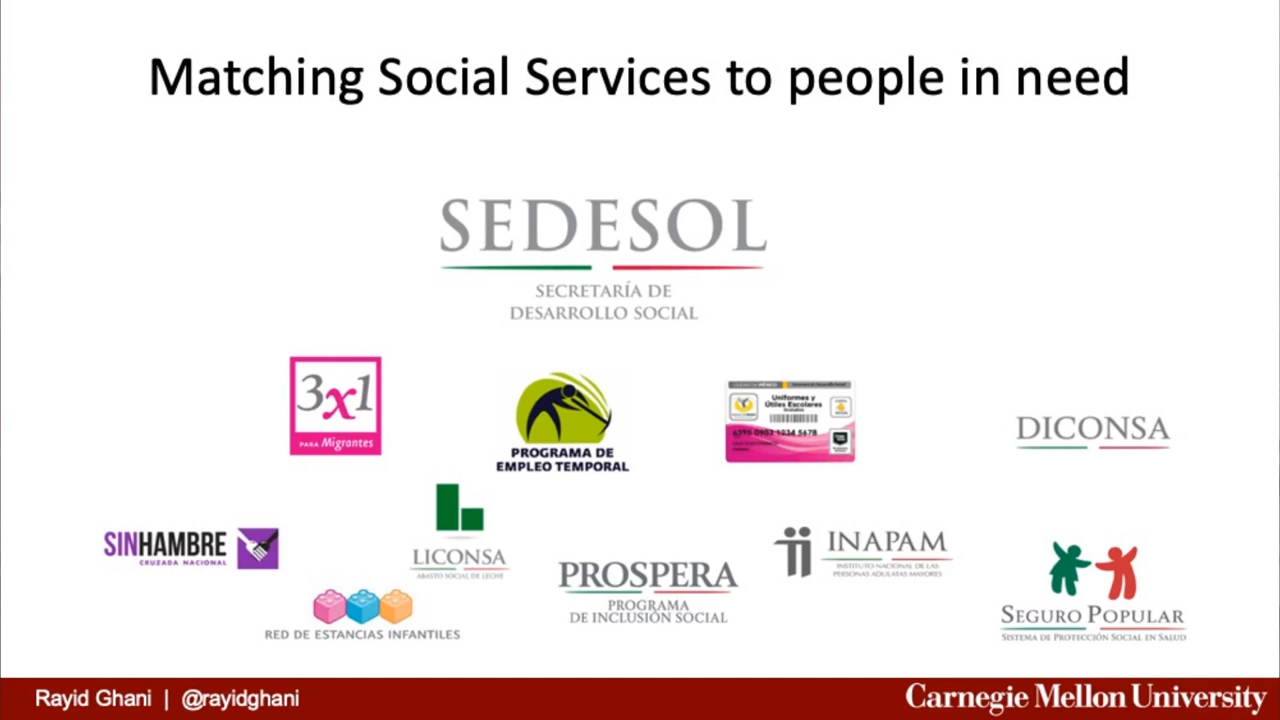 Matching Social Services to people in need
SEDESOL
SECRETARÍA DE
DESARROLLO SOCIAL
3x1
PARA Migrantes
PROGRAMA DE
EMPLEO TEMPORAL
Uniformes y
Útiles Escolares
DICONSA
SINHAMBRE
CRUZADA NACIONAL
LICONSA
ABASTO SOCIAL DE LECHE
RED DE ESTANCIAS INFANTILES
PROSPERA
PROGRAMA
DE INCLUSIÓN SOCIAL
INAPAM
INSTITUTO NACIONAL DE LAS
PERSONAS ADULATAS MAYORES
SEGURO POPULAR
SISTEMA DE PROTECCIÓN SOCIAL EN SALUD
Rayid Ghani | @rayidghani
Carnegie Mellon University